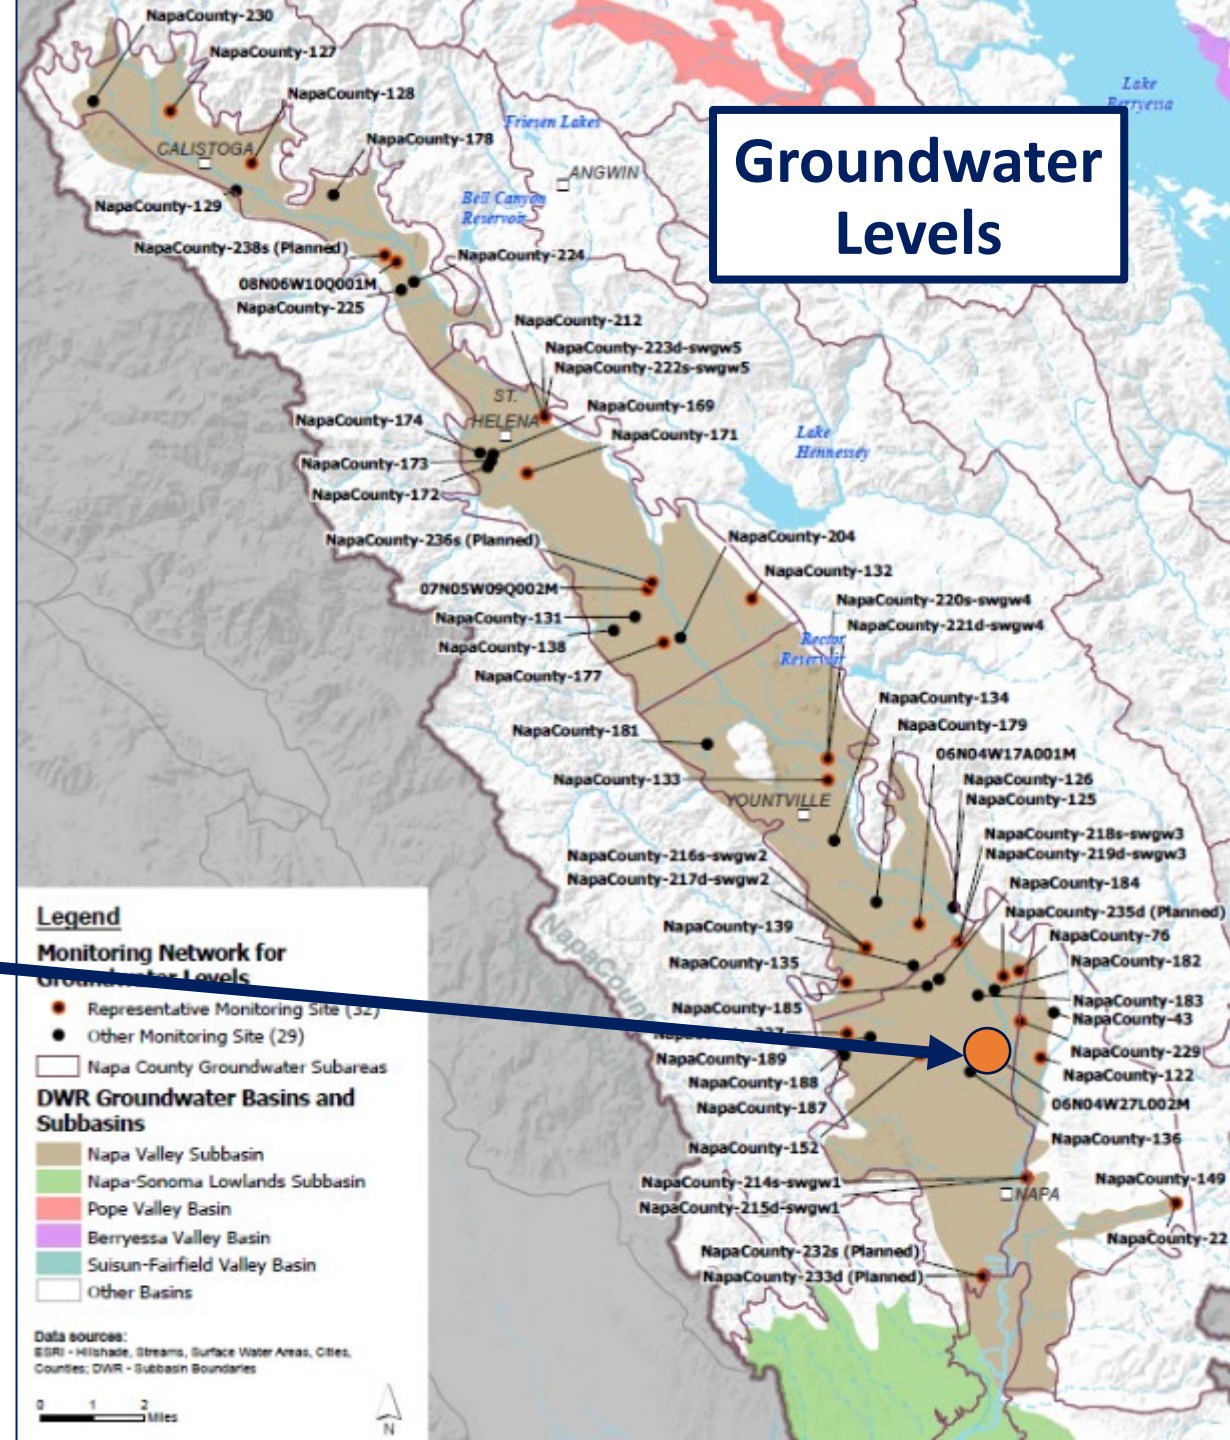 NapaCounty-230
NapaCounty-127
Lake
Berryessa
NapaCounty-128
Friesen Lakes
Groundwater
Levels
NapaCounty-178
CALISTOGA
ANGWIN
Bell Canyon
Reservoir
NapaCounty-129
NapaCounty-238s (Planned)
NapaCounty-224
08N06W10Q001M
NapaCounty-225
NapaCounty-212
NapaCounty-223d-swgw5
NapaCounty-222s-swgw5
ST.
HELENA
NapaCounty-169
NapaCounty-174
NapaCounty-171
Lake
Hennessey
NapaCounty-173
NapaCounty-172
NapaCounty-236s (Planned)
NapaCounty-204
NapaCounty-132
07N05W09Q002M
NapaCounty-220s-swgw4
NapaCounty-131
NapaCounty-221d-swgw4
NapaCounty-138
Rector
Reservoir
NapaCounty-177
NapaCounty-134
NapaCounty-181
NapaCounty-179
06N04W17A001M
NapaCounty-133
NapaCounty-126
NapaCounty-125
YOUNTVILLE
NapaCounty-218s-swgw3
NapaCounty-216s-swgw2
NapaCounty-219d-swgw3
NapaCounty-217d-swgw2
NapaCounty-184
NapaCounty-235d (Planned)
NapaCounty-139
NapaCounty-76
NapaCounty-135
NapaCounty-182
NapaCounty-185
NapaCounty-183
NapaCounty-43
NapaCounty-189
NapaCounty-229
NapaCounty-188
NapaCounty-122
NapaCounty-187
06N04W27L002M
NapaCounty-152
NapaCounty-136
NapaCounty-214s-swgw1
NapaCounty-149
NapaCounty-215d-swgw1
NAPA
NapaCounty-22
NapaCounty-232s (Planned)
NapaCounty-233d (Planned)
NapaCount
Legend
Monitoring Network for
Groundwater Levels
Representative Monitoring Site (32)
Other Monitoring Site (29)
Napa County Groundwater Subareas
DWR Groundwater Basins and
Subbasins
Napa Valley Subbasin
Napa-Sonoma Lowlands Subbasin
Pope Valley Basin
Berryessa Valley Basin
Suisun-Fairfield Valley Basin
Other Basins
Data sources:
ESRI - Hillshade, Streams, Surface Water Areas, Cities,
Counties; DWR - Subbasin Boundaries
0 1 2
Miles
N